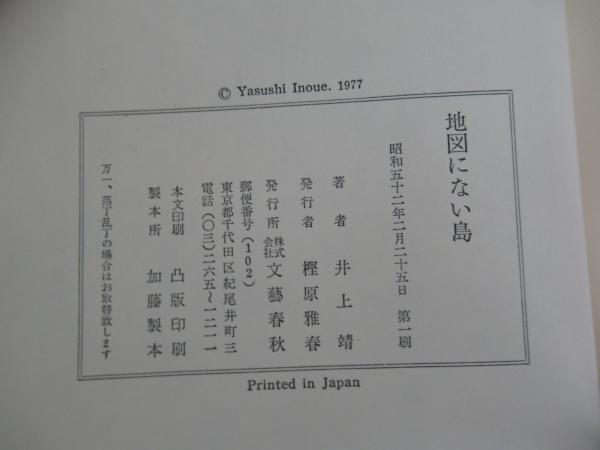 © Yasushi Inoue. 1977
地図にない島
昭和五十二年二月二十五日　第一刷
著者　井上靖
発行者　樫原雅春
発行所　株式会社　文藝春秋
郵便番号(102)
東京都千代田区紀尾井町三
電話(〇三)二六五〜一二一一
本文印刷　凸版印刷
製本所　加藤製本
万一、落丁乱丁の場合はお取替致します
Printed in Japan